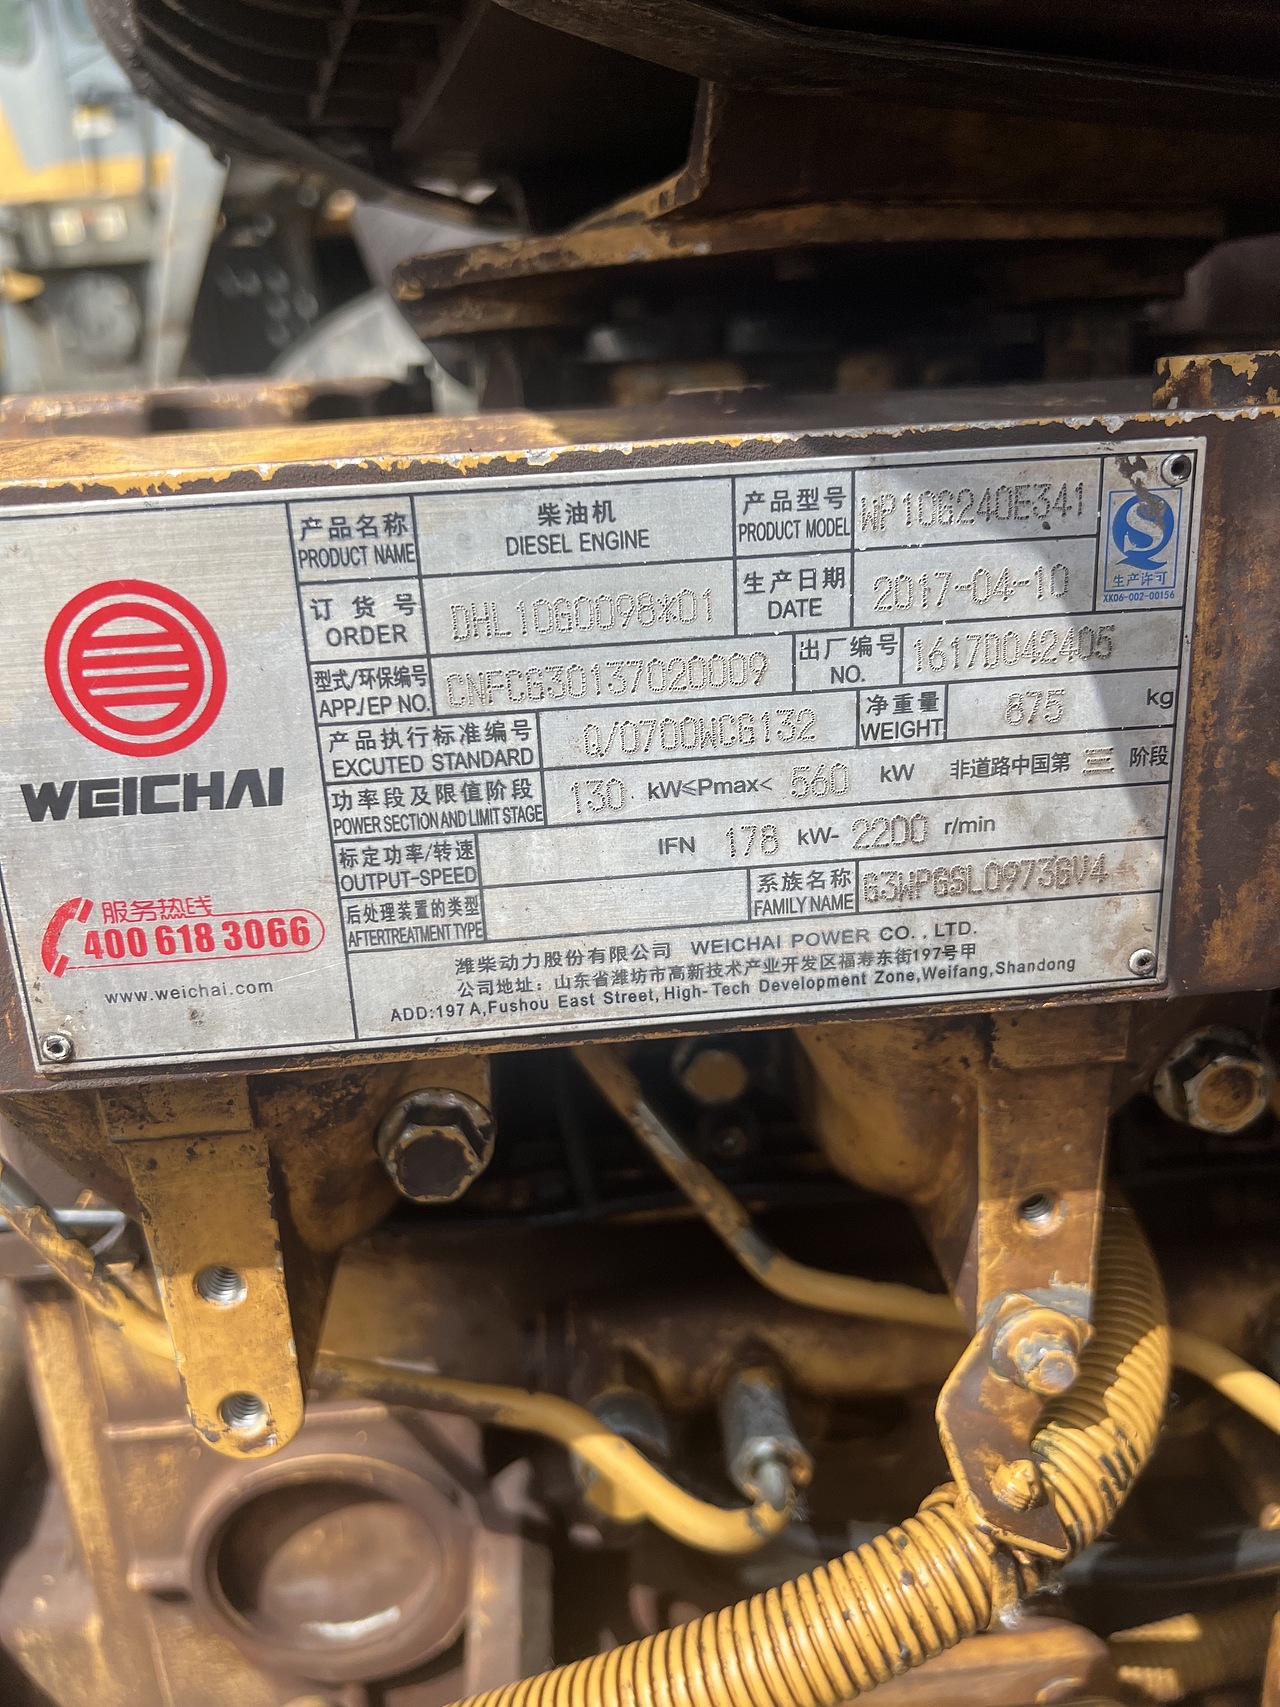 WEICHAI
服务热线
400 618 3066
www.weichai.com
产品名称
PRODUCT NAME
柴油机
DIESEL ENGINE
产品型号
PRODUCT MODEL
WP10G240E341
生产许可
XK06-002-00156
订货号
ORDER
DHL10G0098*01
生产日期
DATE
2017-04-10
型式/环保编号
APP/EP NO.
CNFCG30137020009
出厂编号
NO.
1617D042405
产品执行标准编号
EXCUTED STANDARD
Q/0700WCG132
净重量
WEIGHT
875 kg
功率段及限值阶段
POWER SECTION AND LIMIT STAGE
130 kW≤Pmax< 560 kW 非道路中国第 三 阶段
标定功率/转速
OUTPUT-SPEED
IFN 178 kW- 2200 r/min
后处理装置的类型
AFTERTREATMENT TYPE
系族名称
FAMILY NAME
G3WPGSL0973GV4
潍柴动力股份有限公司 WEICHAI POWER CO., LTD.
公司地址：山东省潍坊市高新技术产业开发区福寿东街197号甲
ADD:197A,Fushou East Street, High-Tech Development Zone,Weifang,Shandong